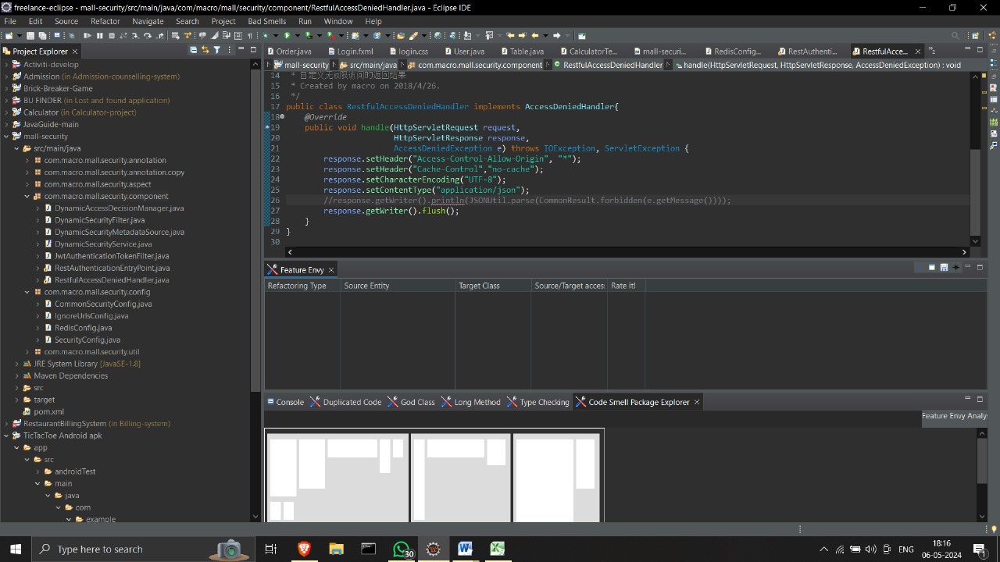 freelance-eclipse - mall-security/src/main/java/com/macro/mall/security/component/RestfulAccessDeniedHandler.java - Eclipse IDE
File Edit Source Refactor Navigate Search Project Bad Smells Run Window Help
Project Explorer
Activiti-develop
Admission (in Admission-counselling-system)
Brick-Breaker-Game
BU FINDER (in Lost and found application)
Calculator (in Calculator-project)
JavaGuide-main
mall-security
src/main/java
com.macro.mall.security.annotation
com.macro.mall.security.annotation.copy
com.macro.mall.security.aspect
com.macro.mall.security.component
DynamicAccessDecisionManager.java
DynamicSecurityFilter.java
DynamicSecurityMetadataSource.java
DynamicSecurityService.java
JwtAuthenticationTokenFilter.java
RestAuthenticationEntryPoint.java
RestfulAccessDeniedHandler.java
com.macro.mall.security.config
CommonSecurityConfig.java
IgnoreUrlsConfig.java
RedisConfig.java
SecurityConfig.java
com.macro.mall.security.util
JRE System Library [JavaSE-1.8]
Maven Dependencies
src
target
pom.xml
RestaurantBillingSystem (in Billing-system)
TicTacToe Android apk
app
src
androidTest
main
java
com
example
Order.java Login.fxml login.css User.java Table.java CalculatorTe... mall-securi... RedisConfig... RestAuthenti... RestfulAcce...
mall-security src/main/java com.macro.mall.security.component RestfulAccessDeniedHandler handle(HttpServletRequest, HttpServletResponse, AccessDeniedException) : void
14 * 自定义无权限访问的返回结果
15 * Created by macro on 2018/4/26.
16 */
17 public class RestfulAccessDeniedHandler implements AccessDeniedHandler{
18 @Override
19 public void handle(HttpServletRequest request,
20 HttpServletResponse response,
21 AccessDeniedException e) throws IOException, ServletException {
22 response.setHeader("Access-Control-Allow-Origin", "*");
23 response.setHeader("Cache-Control","no-cache");
24 response.setCharacterEncoding("UTF-8");
25 response.setContentType("application/json");
26 //response.getWriter().println(JSONUtil.parse(CommonResult.forbidden(e.getMessage())));
27 response.getWriter().flush();
28 }
29 }
30
Feature Envy
Refactoring Type Source Entity Target Class Source/Target acces Rate it!
Console Duplicated Code God Class Long Method Type Checking Code Smell Package Explorer
Feature Envy Analys
Type here to search
30
ENG
18:16
06-05-2024
1